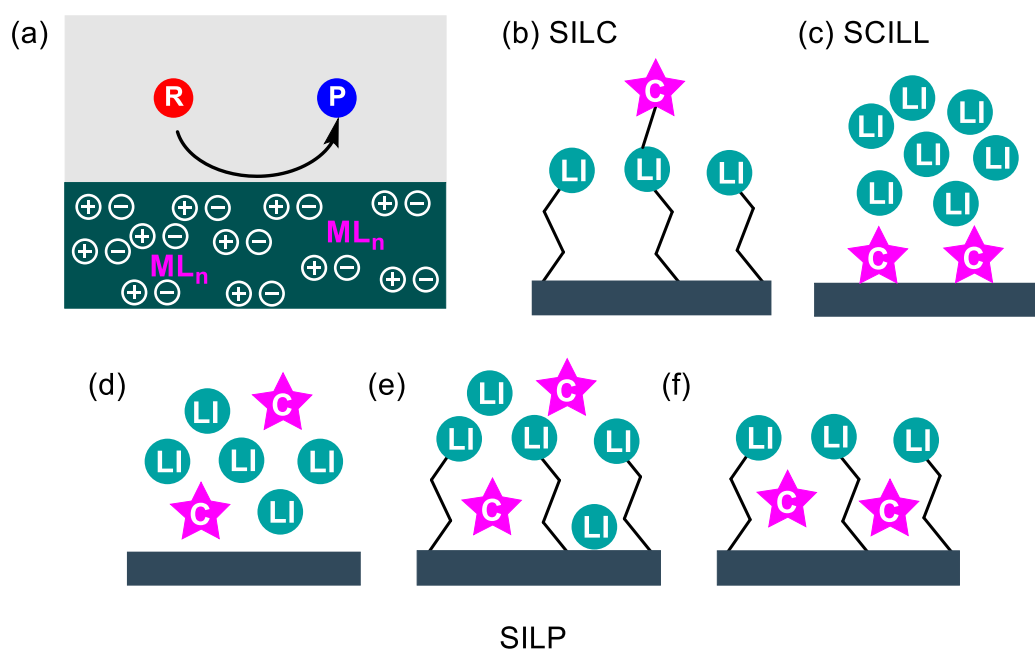 (a)
R P
+ − + − + − + −
+ − MLn
+ − + −
MLn + −
+ − + − + −
(b) SILC
C
LI LI LI
(c) SCILL
LI LI
LI LI LI
LI LI
C C
(d)
LI C
LI LI LI
C LI
(e)
LI C
LI LI LI
C LI
(f)
LI LI LI
C C
SILP